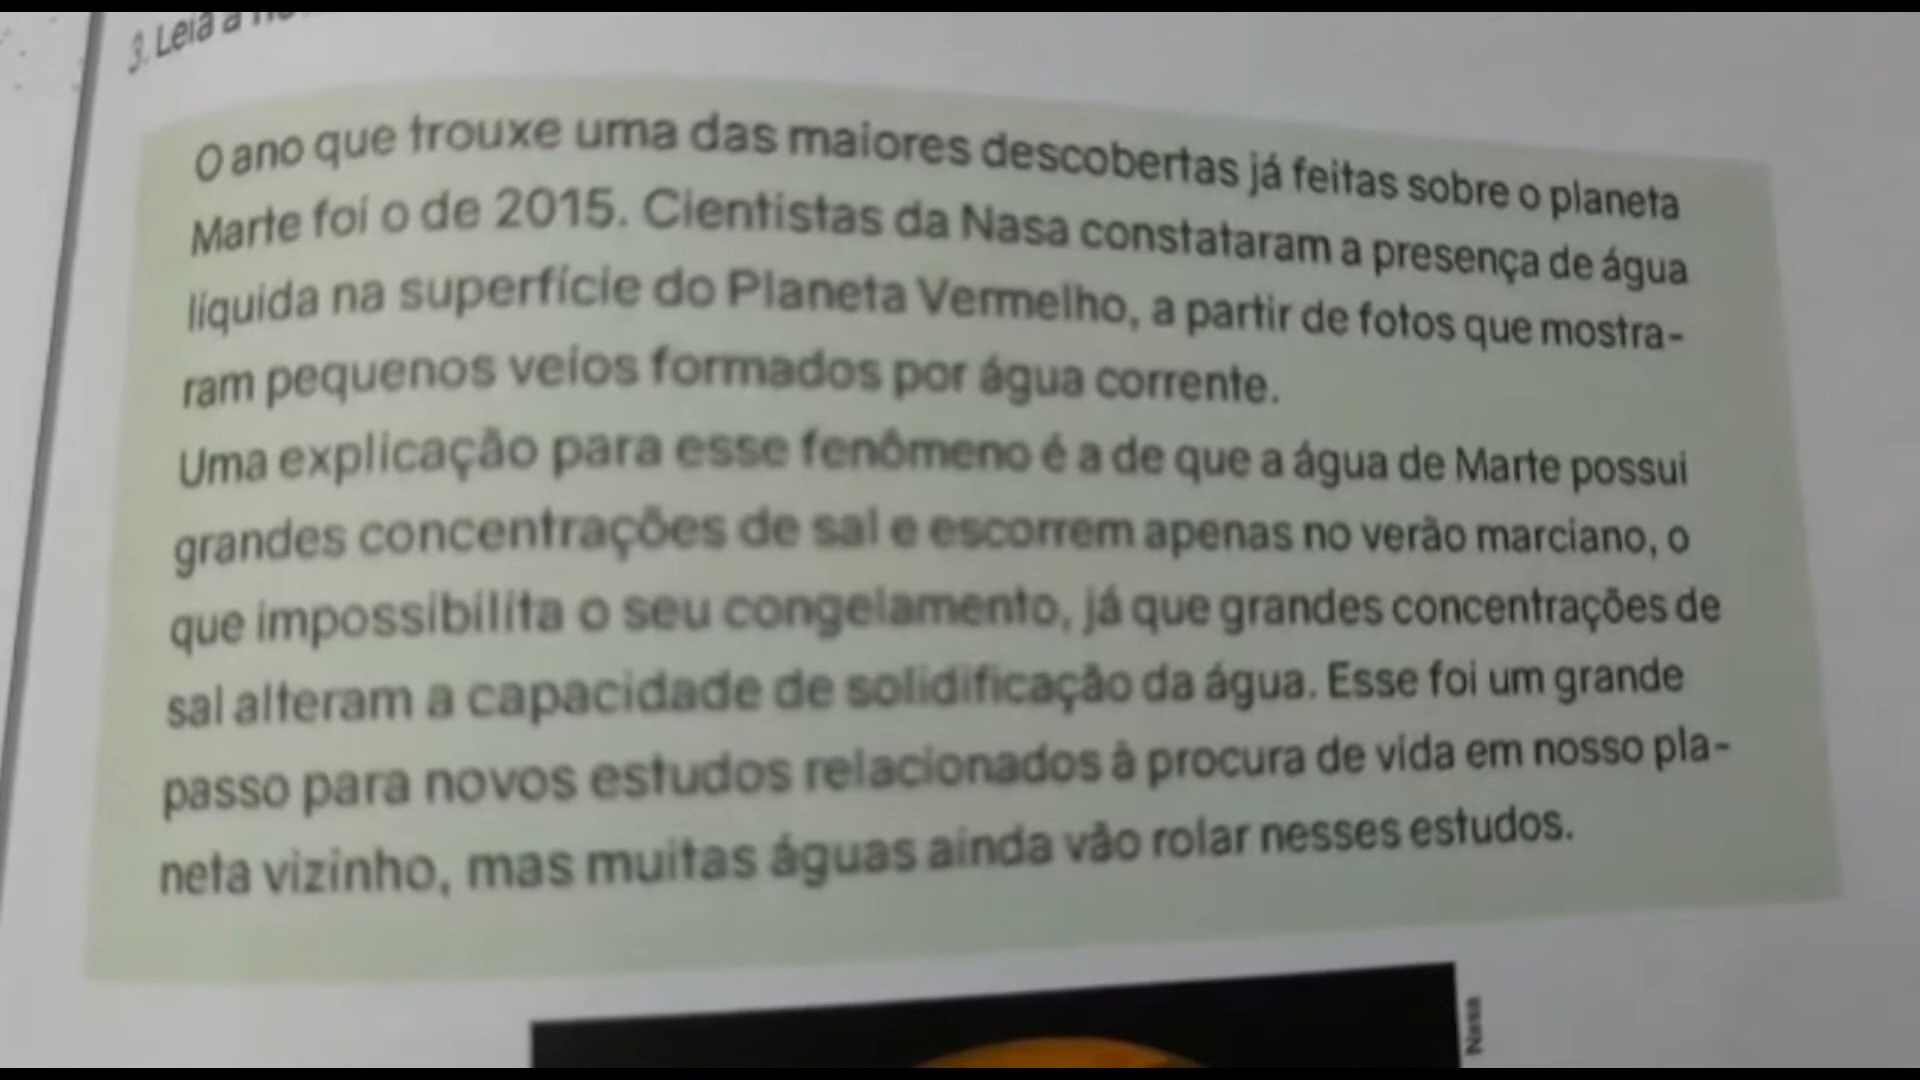 3. Leia a
O ano que trouxe uma das maiores descobertas já feitas sobre o planeta
Marte foi o de 2015. Cientistas da Nasa constataram a presença de água
líquida na superfície do Planeta Vermelho, a partir de fotos que mostra-
ram pequenos veios formados por água corrente.
Uma explicação para esse fenômeno é a de que a água de Marte possui
grandes concentrações de sal e escorrem apenas no verão marciano, o
que impossibilita o seu congelamento, já que grandes concentrações de
sal alteram a capacidade de solidificação da água. Esse foi um grande
passo para novos estudos relacionados à procura de vida em nosso pla-
neta vizinho, mas muitas águas ainda vão rolar nesses estudos.
Nasa